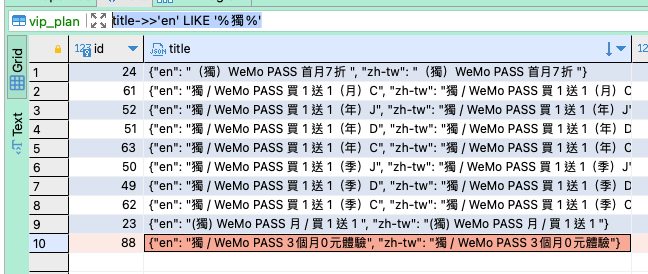 vip_plan title->>'en' LIKE '%獨%'
Grid
Text
123 id JSON title
1 24 {"en": "（獨）WeMo PASS 首月7折 ", "zh-tw": "（獨）WeMo PASS 首月7折 "}
2 61 {"en": "獨 / WeMo PASS 買 1 送 1（月）C", "zh-tw": "獨 / WeMo PASS 買 1 送 1（月）C
3 52 {"en": "獨 / WeMo PASS 買 1 送 1（年）J", "zh-tw": "獨 / WeMo PASS 買 1 送 1（年）J"
4 51 {"en": "獨 / WeMo PASS 買 1 送 1（年）D", "zh-tw": "獨 / WeMo PASS 買 1 送 1（年）D
5 63 {"en": "獨 / WeMo PASS 買 1 送 1（年）C", "zh-tw": "獨 / WeMo PASS 買 1 送 1（年）C
6 50 {"en": "獨 / WeMo PASS 買 1 送 1（季）J", "zh-tw": "獨 / WeMo PASS 買 1 送 1（季）J"
7 49 {"en": "獨 / WeMo PASS 買 1 送 1（季）D", "zh-tw": "獨 / WeMo PASS 買 1 送 1（季）D
8 62 {"en": "獨 / WeMo PASS 買 1 送 1（季）C", "zh-tw": "獨 / WeMo PASS 買 1 送 1（季）C
9 23 {"en": "(獨) WeMo PASS 月 / 買 1 送 1 ", "zh-tw": "(獨) WeMo PASS 月 / 買 1 送 1 "}
10 88 {"en": "獨 / WeMo PASS 3個月0元體驗", "zh-tw": "獨 / WeMo PASS 3個月0元體驗"}